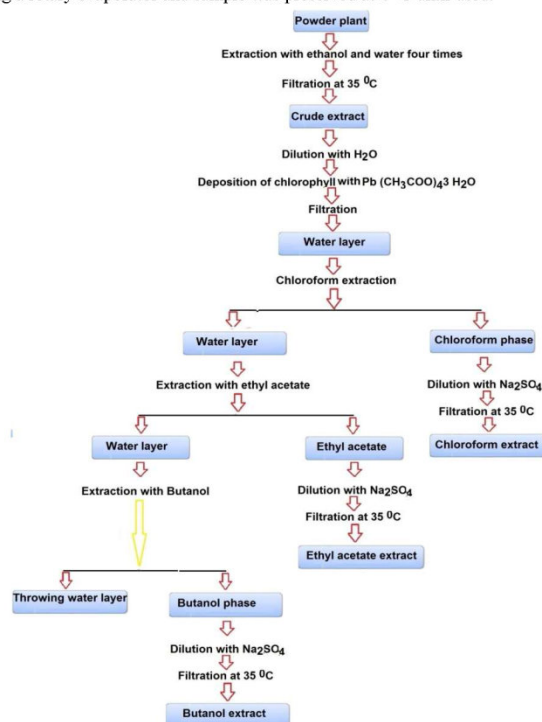 Powder plant
Extraction with ethanol and water four times
Filtration at 35 ⁰C
Crude extract
Dilution with H2O
Deposition of chlorophyll with Pb (CH3COO)43 H2O
Filtration
Water layer
Chloroform extraction
Water layer
Chloroform phase
Extraction with ethyl acetate
Dilution with Na2SO4
Filtration at 35 ⁰C
Water layer
Ethyl acetate
Chloroform extract
Extraction with Butanol
Dilution with Na2SO4
Filtration at 35 ⁰C
Ethyl acetate extract
Throwing water layer
Butanol phase
Dilution with Na2SO4
Filtration at 35 ⁰C
Butanol extract